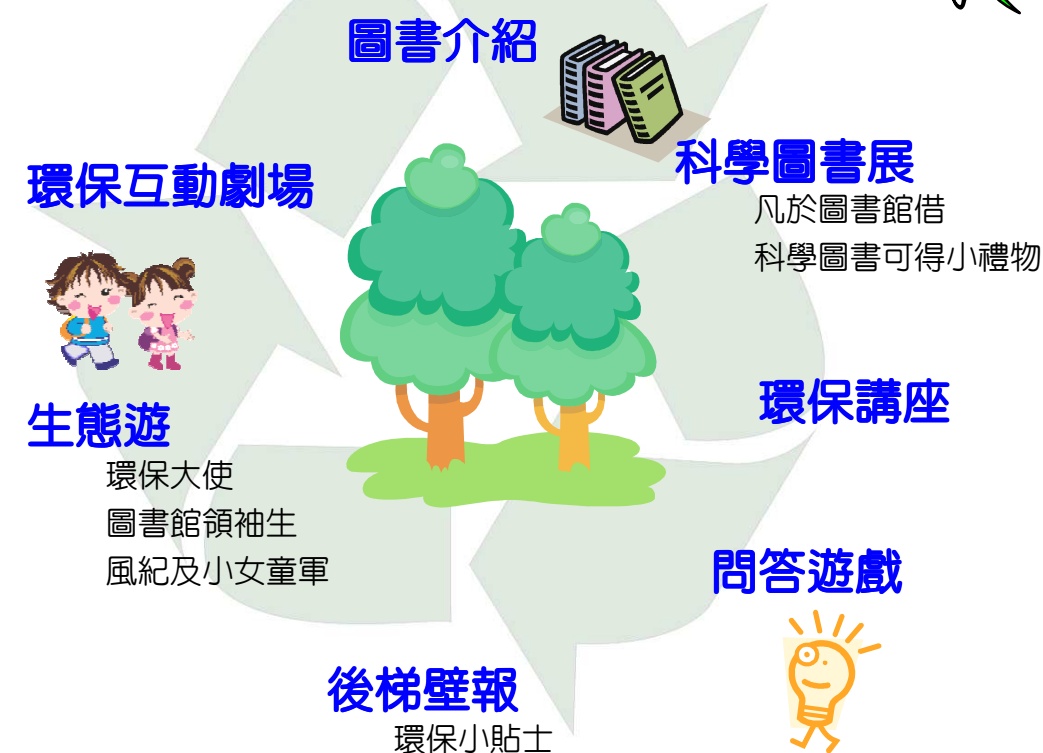 圖書介紹
科學圖書展
凡於圖書館借
科學圖書可得小禮物
環保互動劇場
環保講座
生態遊
環保大使
圖書館領袖生
風紀及小女童軍
問答遊戲
後梯壁報
環保小貼士